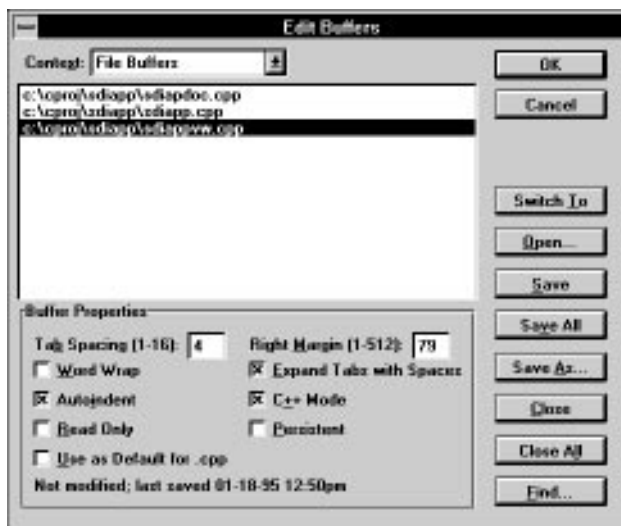 Edit Buffers
Context: File Buffers
c:\cproj\sdiapp\sdiapdoc.cpp
c:\cproj\sdiapp\sdiapp.cpp
c:\cproj\sdiapp\sdiappvw.cpp
OK
Cancel
Switch To
Open...
Save
Save All
Save As...
Close
Close All
Find...
Buffer Properties
Tab Spacing (1-16): 4 Right Margin (1-512): 79
Word Wrap Expand Tabs with Spaces
Autoindent C++ Mode
Read Only Persistent
Use as Default for .cpp
Not modified; last saved 01-18-95 12:50pm